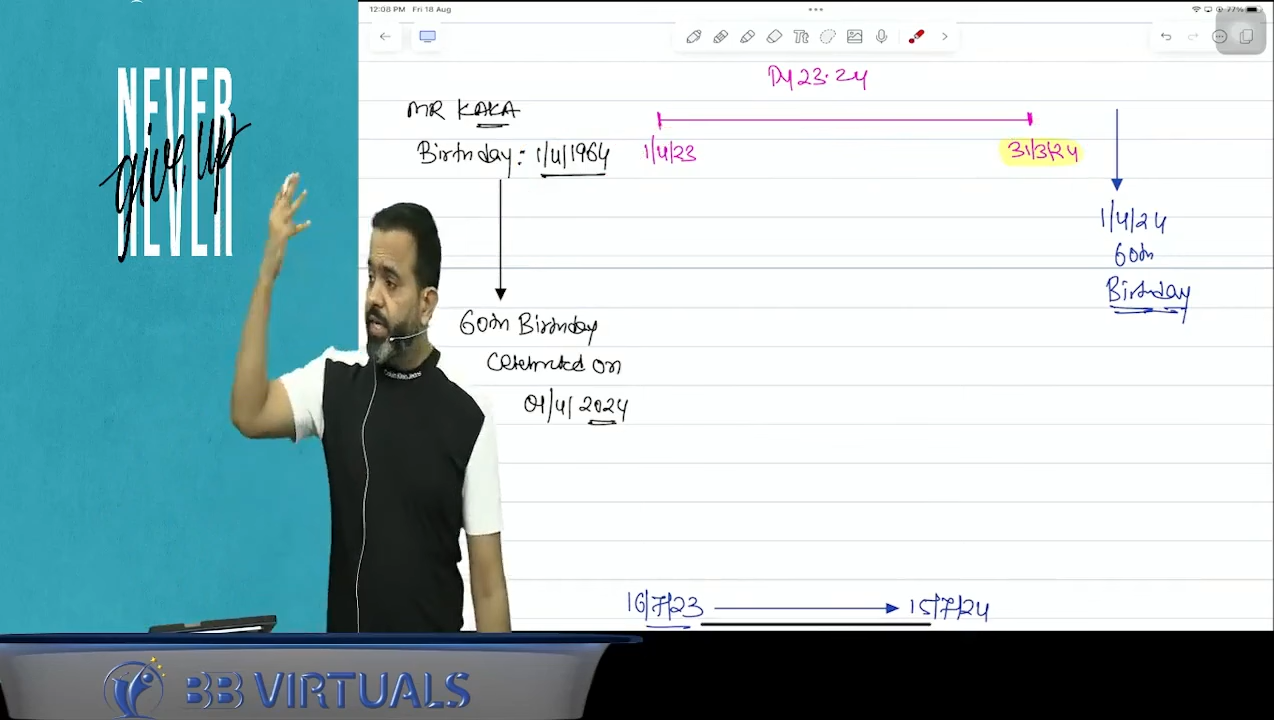 12:08 PM Fri 18 Aug
77%
NEVER
give up
NEVER
PY 23-24
MR KAKA
Birthday: 1/4/1964
1/4/23
31/3/24
1/4/24
60th
Birthday
60th Birthday
Celebrated on
01/4/2024
16/7/23
15/7/24
BB VIRTUALS